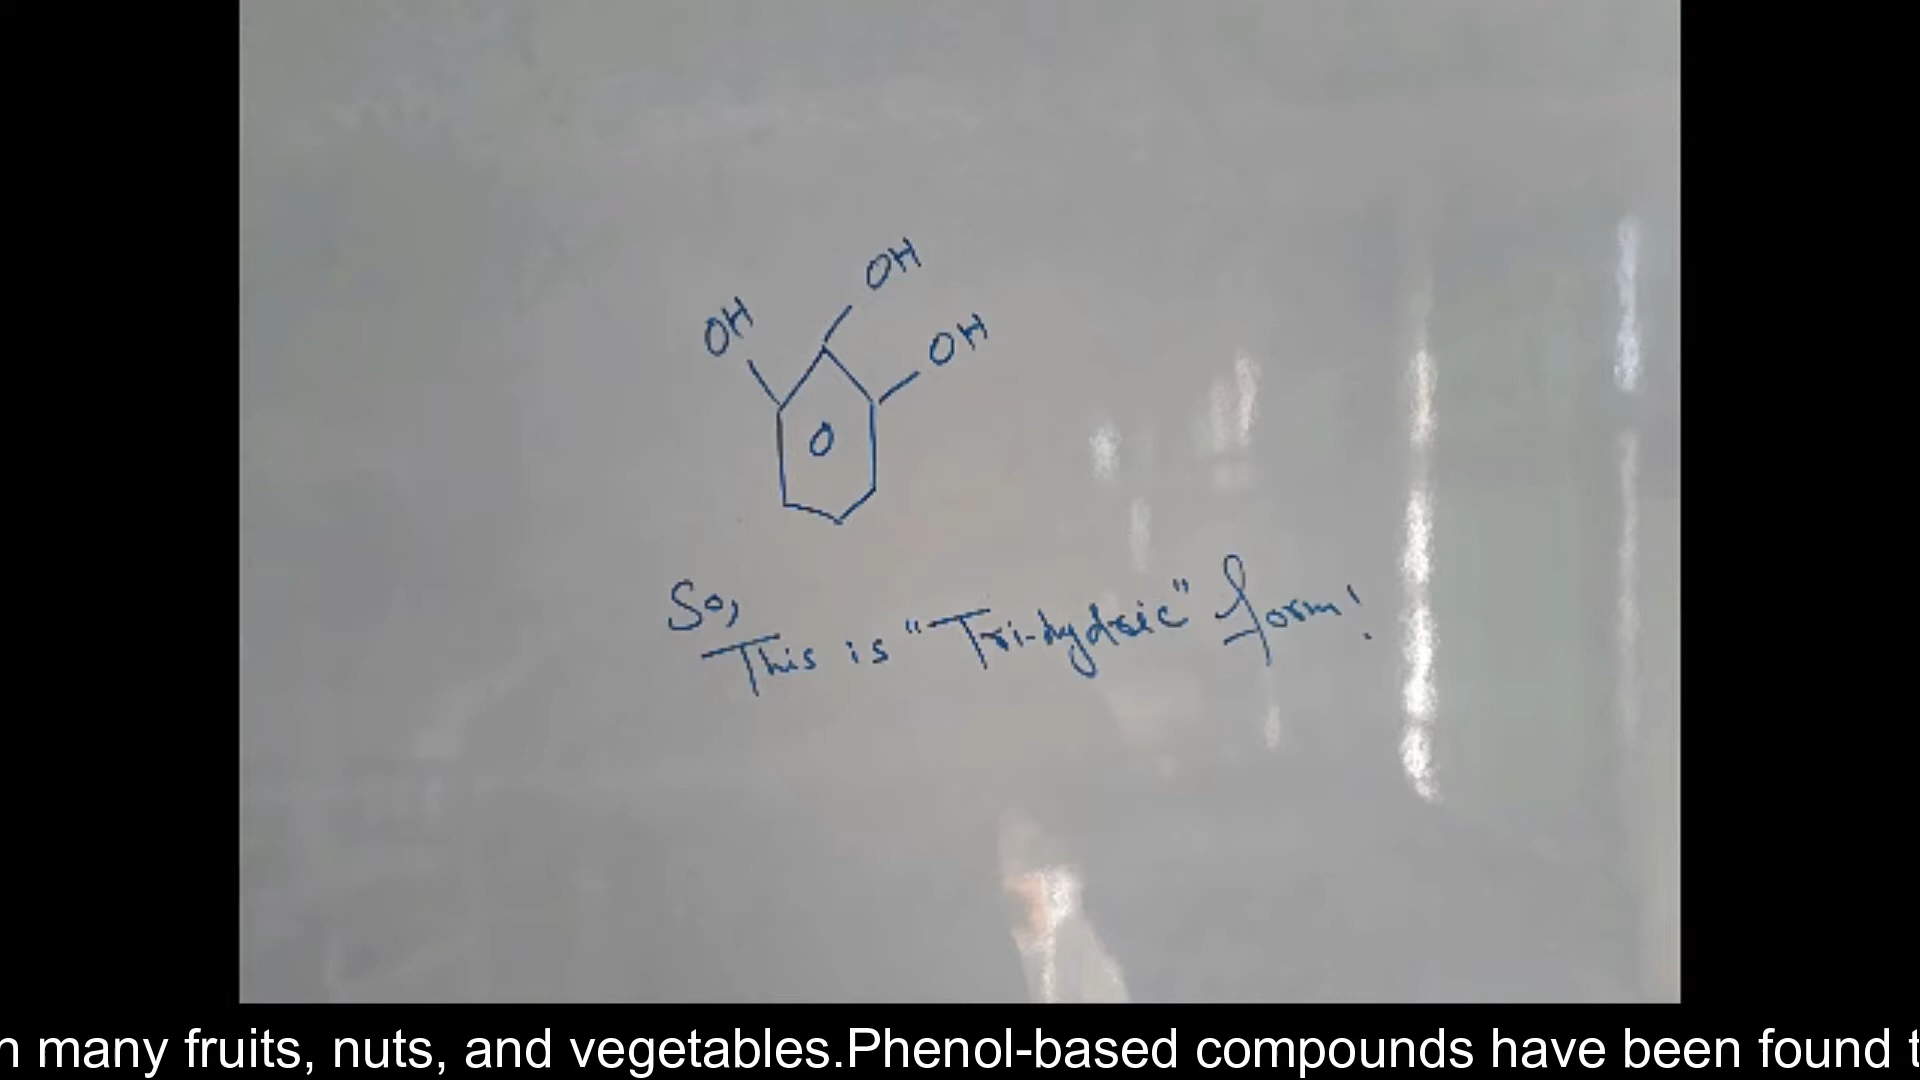 OH
OH
OH
So,
This is "Tri-hydric" form!
n many fruits, nuts, and vegetables.Phenol-based compounds have been found t